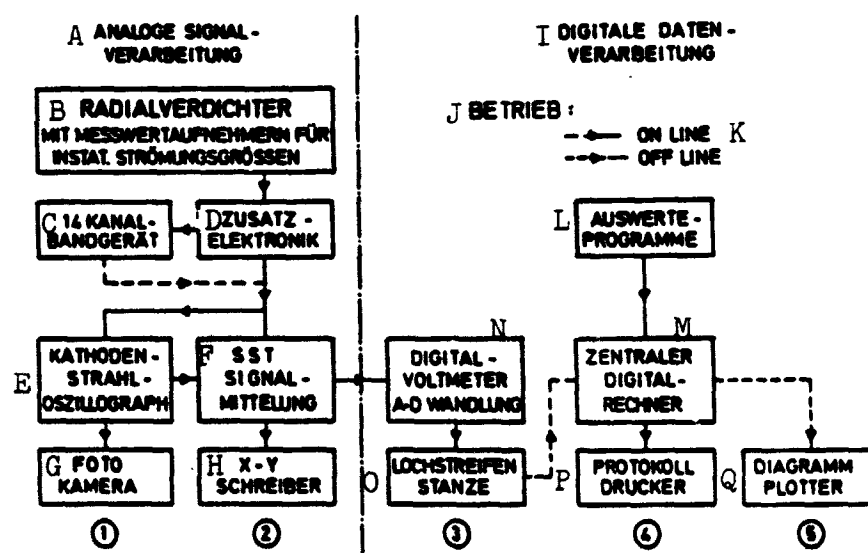 A ANALOGE SIGNAL-
VERARBEITUNG
I DIGITALE DATEN-
VERARBEITUNG
B RADIALVERDICHTER
MIT MESSWERTAUFNEHMERN FÜR
INSTAT. STRÖMUNGSGRÖSSEN
J BETRIEB :
ON LINE K
OFF LINE
C 14 KANAL-
BANDGERÄT
D ZUSATZ-
ELEKTRONIK
L AUSWERTE-
PROGRAMME
E KATHODEN-
STRAHL-
OSZILLOGRAPH
F SST
SIGNAL-
MITTELUNG
N DIGITAL-
VOLTMETER
A-D WANDLUNG
M ZENTRALER
DIGITAL-
RECHNER
G FOTO
KAMERA
H X-Y
SCHREIBER
O LOCHSTREIFEN
STANZE
P PROTOKOLL
DRUCKER
Q DIAGRAMM
PLOTTER
1 2 3 4 5